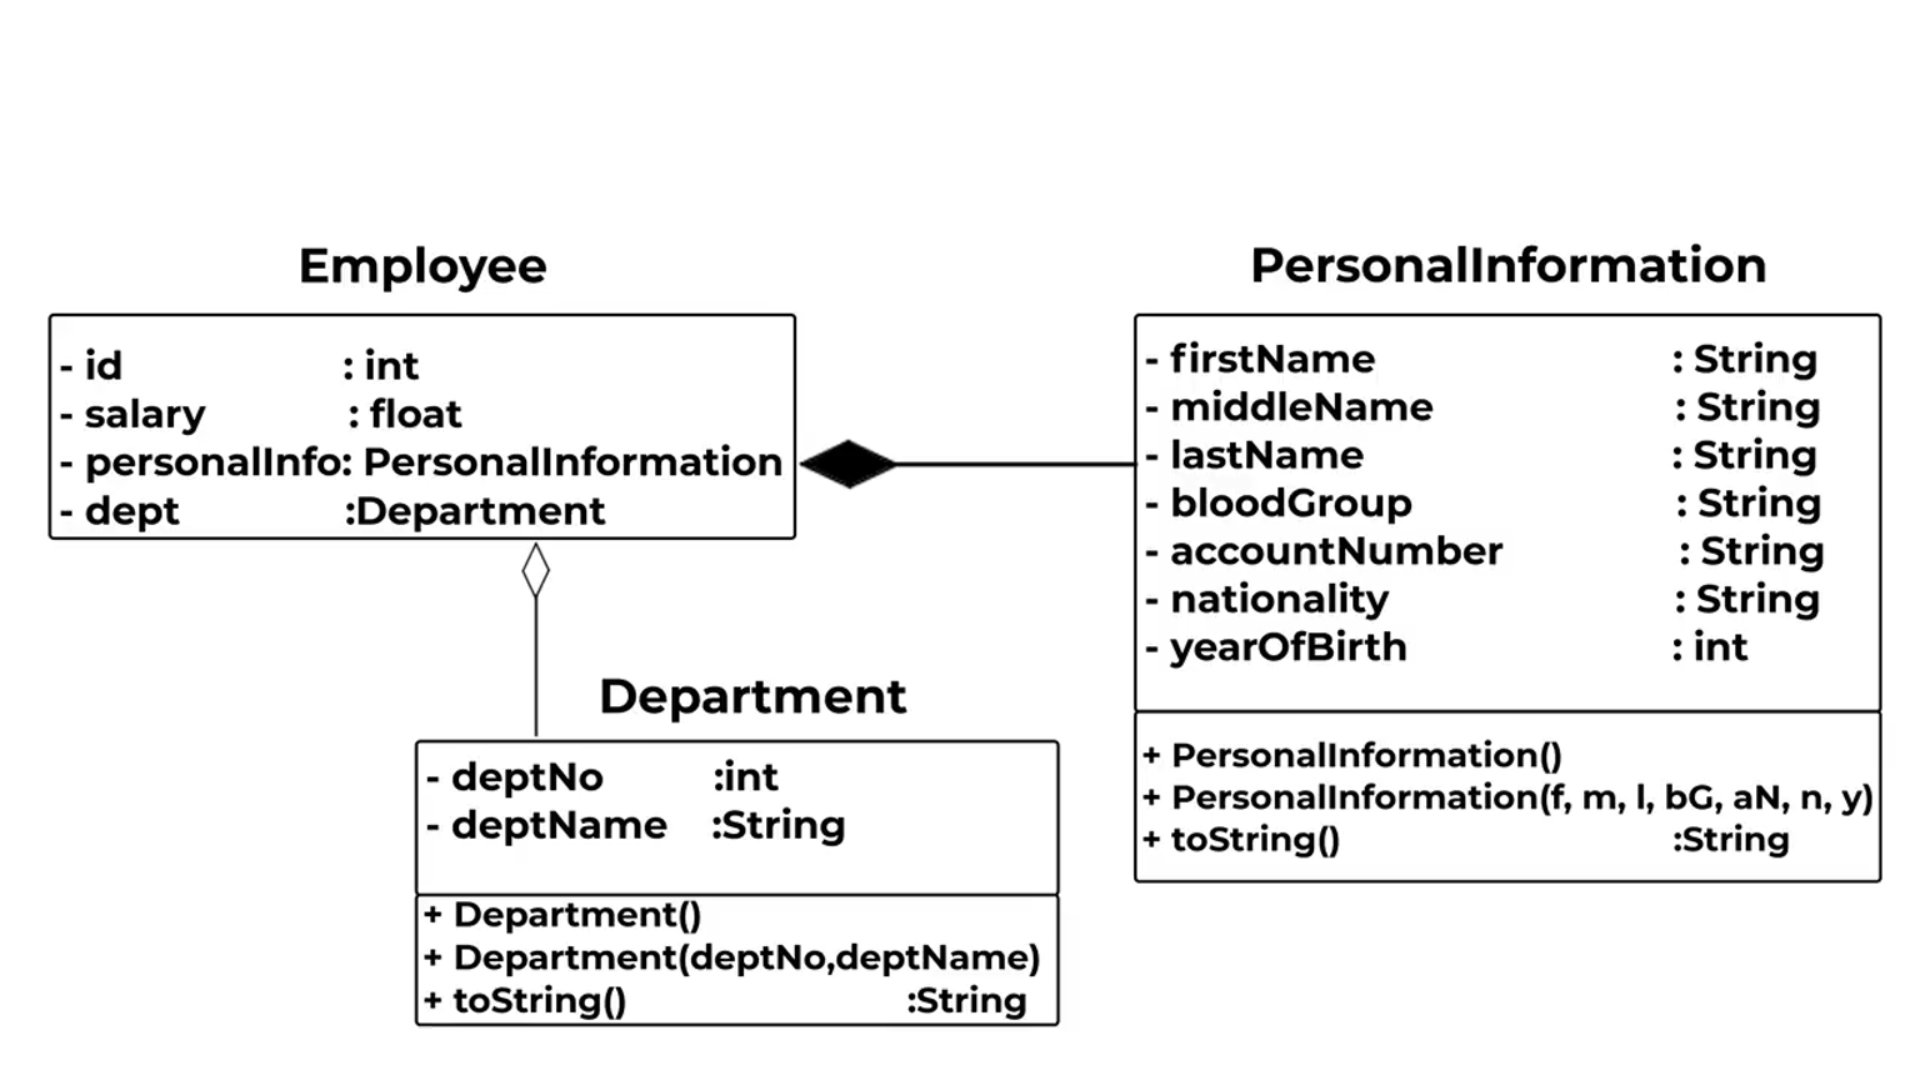 Employee
- id : int
- salary : float
- personalInfo: PersonalInformation
- dept :Department
PersonalInformation
- firstName : String
- middleName : String
- lastName : String
- bloodGroup : String
- accountNumber : String
- nationality : String
- yearOfBirth : int
+ PersonalInformation()
+ PersonalInformation(f, m, l, bG, aN, n, y)
+ toString() :String
Department
- deptNo :int
- deptName :String
+ Department()
+ Department(deptNo,deptName)
+ toString() :String